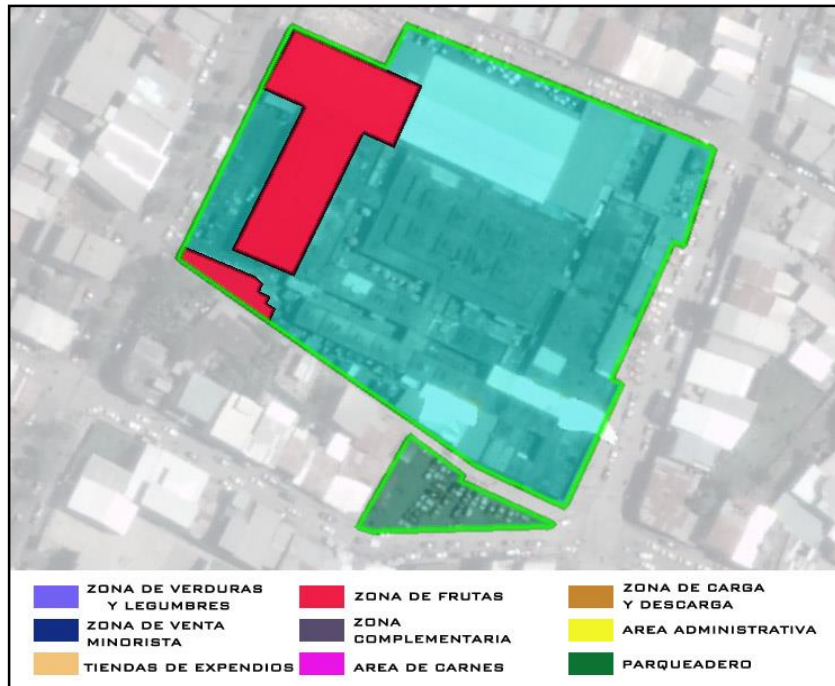 ZONA DE VERDURAS
Y LEGUMBRES
ZONA DE FRUTAS
ZONA DE CARGA
Y DESCARGA
ZONA DE VENTA
MINORISTA
ZONA
COMPLEMENTARIA
AREA ADMINISTRATIVA
TIENDAS DE EXPENDIOS
AREA DE CARNES
PARQUEADERO